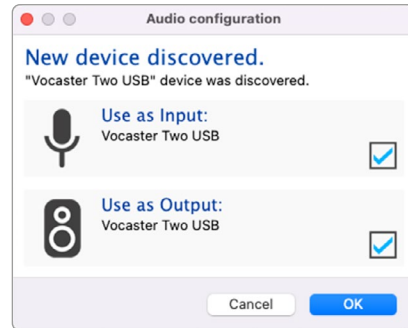 Audio configuration
New device discovered.
"Vocaster Two USB" device was discovered.
Use as Input:
Vocaster Two USB
Use as Output:
Vocaster Two USB
Cancel
OK